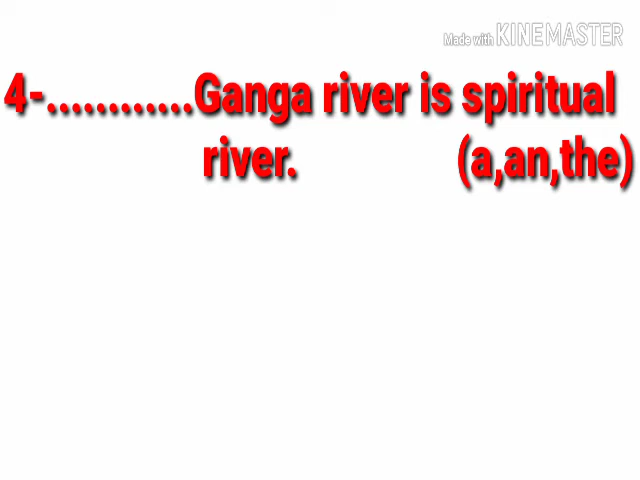 Made with KINEMASTER
4-............Ganga river is spiritual
river. (a,an,the)